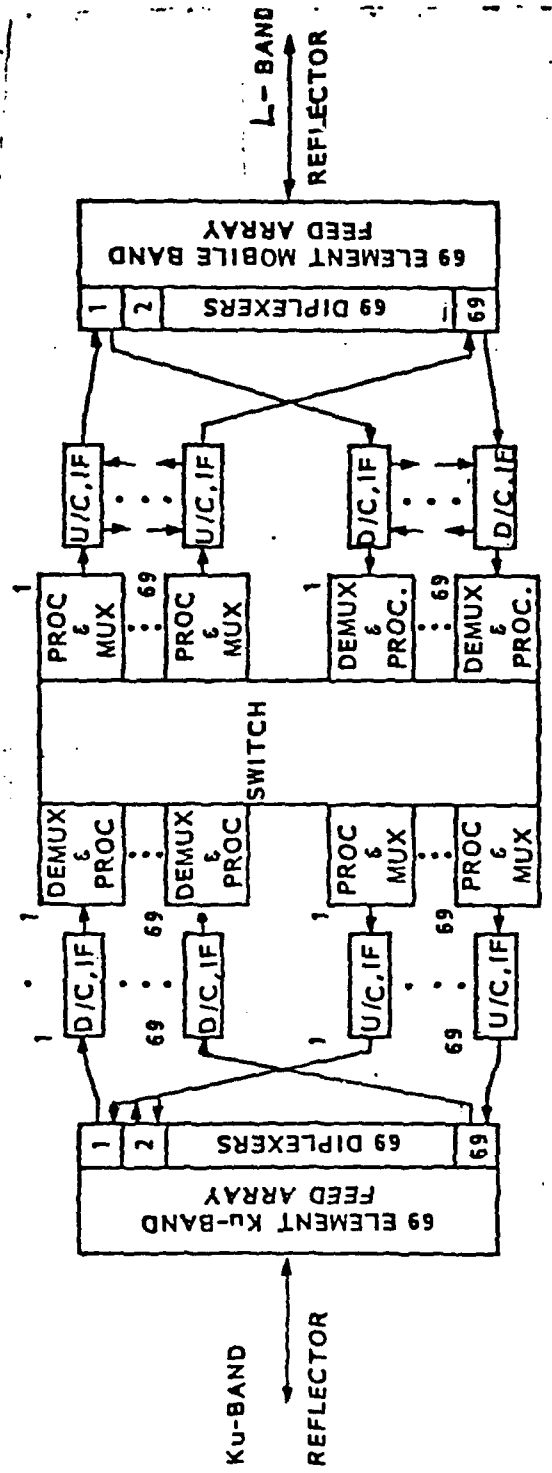 Ku-BAND
REFLECTOR
69 ELEMENT Ku-BAND
FEED ARRAY
1
2
69 DIPLEXERS
69
1
D/C,IF
69
D/C,IF
1
U/C,IF
69
U/C,IF
1
DEMUX
&
PROC
69
DEMUX
&
PROC
1
PROC
&
MUX
69
PROC
&
MUX
SWITCH
1
PROC
&
MUX
69
PROC
&
MUX
1
DEMUX
&
PROC.
69
DEMUX
&
PROC.
U/C,IF
U/C,IF
D/C,IF
D/C,IF
1
2
69 DIPLEXERS
69
69 ELEMENT MOBILE BAND
FEED ARRAY
L-BAND
REFLECTOR